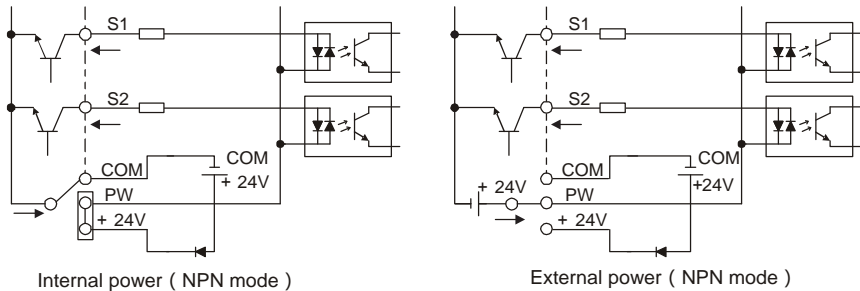 S1
S2
COM
COM
+ 24V
PW
+ 24V
Internal power ( NPN mode )
S1
S2
COM
COM
+24V
+ 24V
PW
+ 24V
External power ( NPN mode )